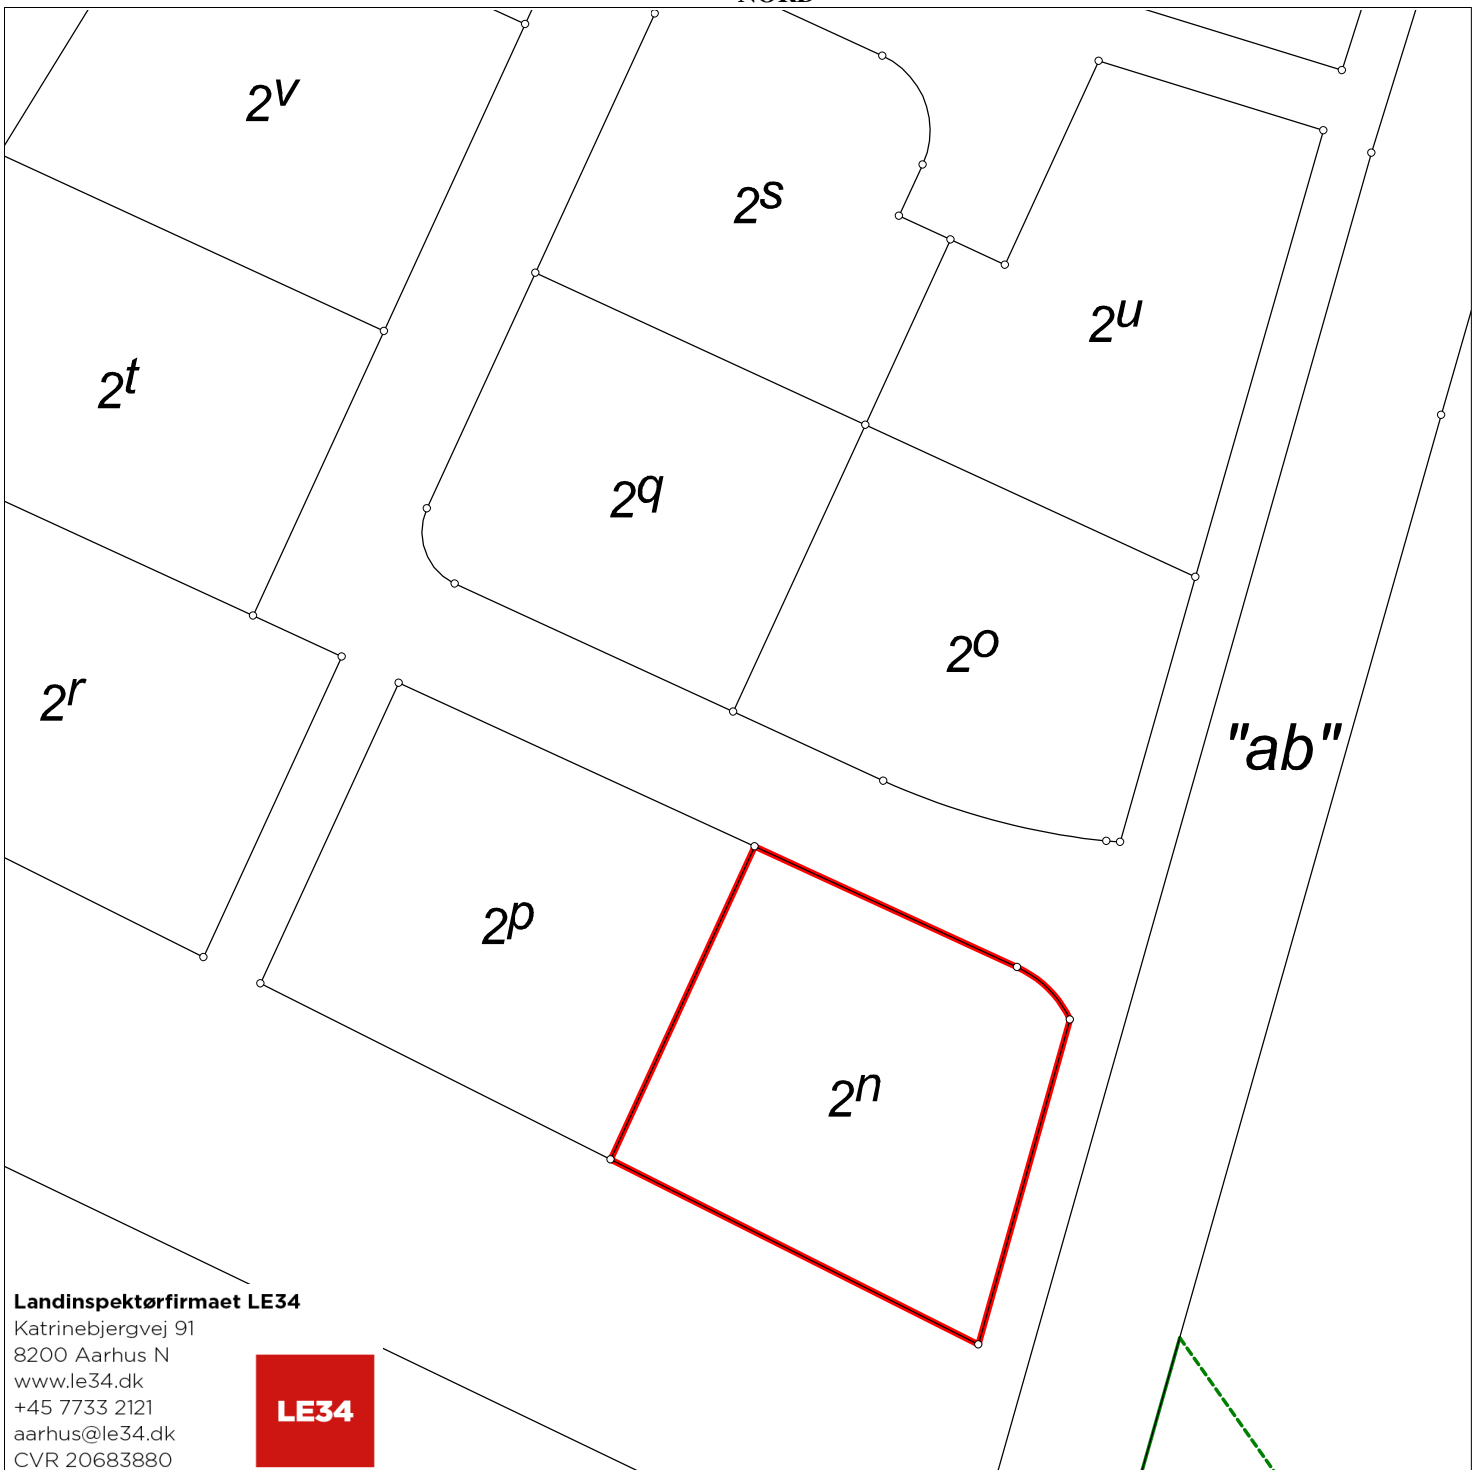 2v
2s
2u
2t
2q
2o
2r
"ab"
2p
2n
Landinspektørfirmaet LE34
Katrinebjergvej 91
8200 Aarhus N
www.le34.dk
+45 7733 2121
aarhus@le34.dk
CVR 20683880
LE34